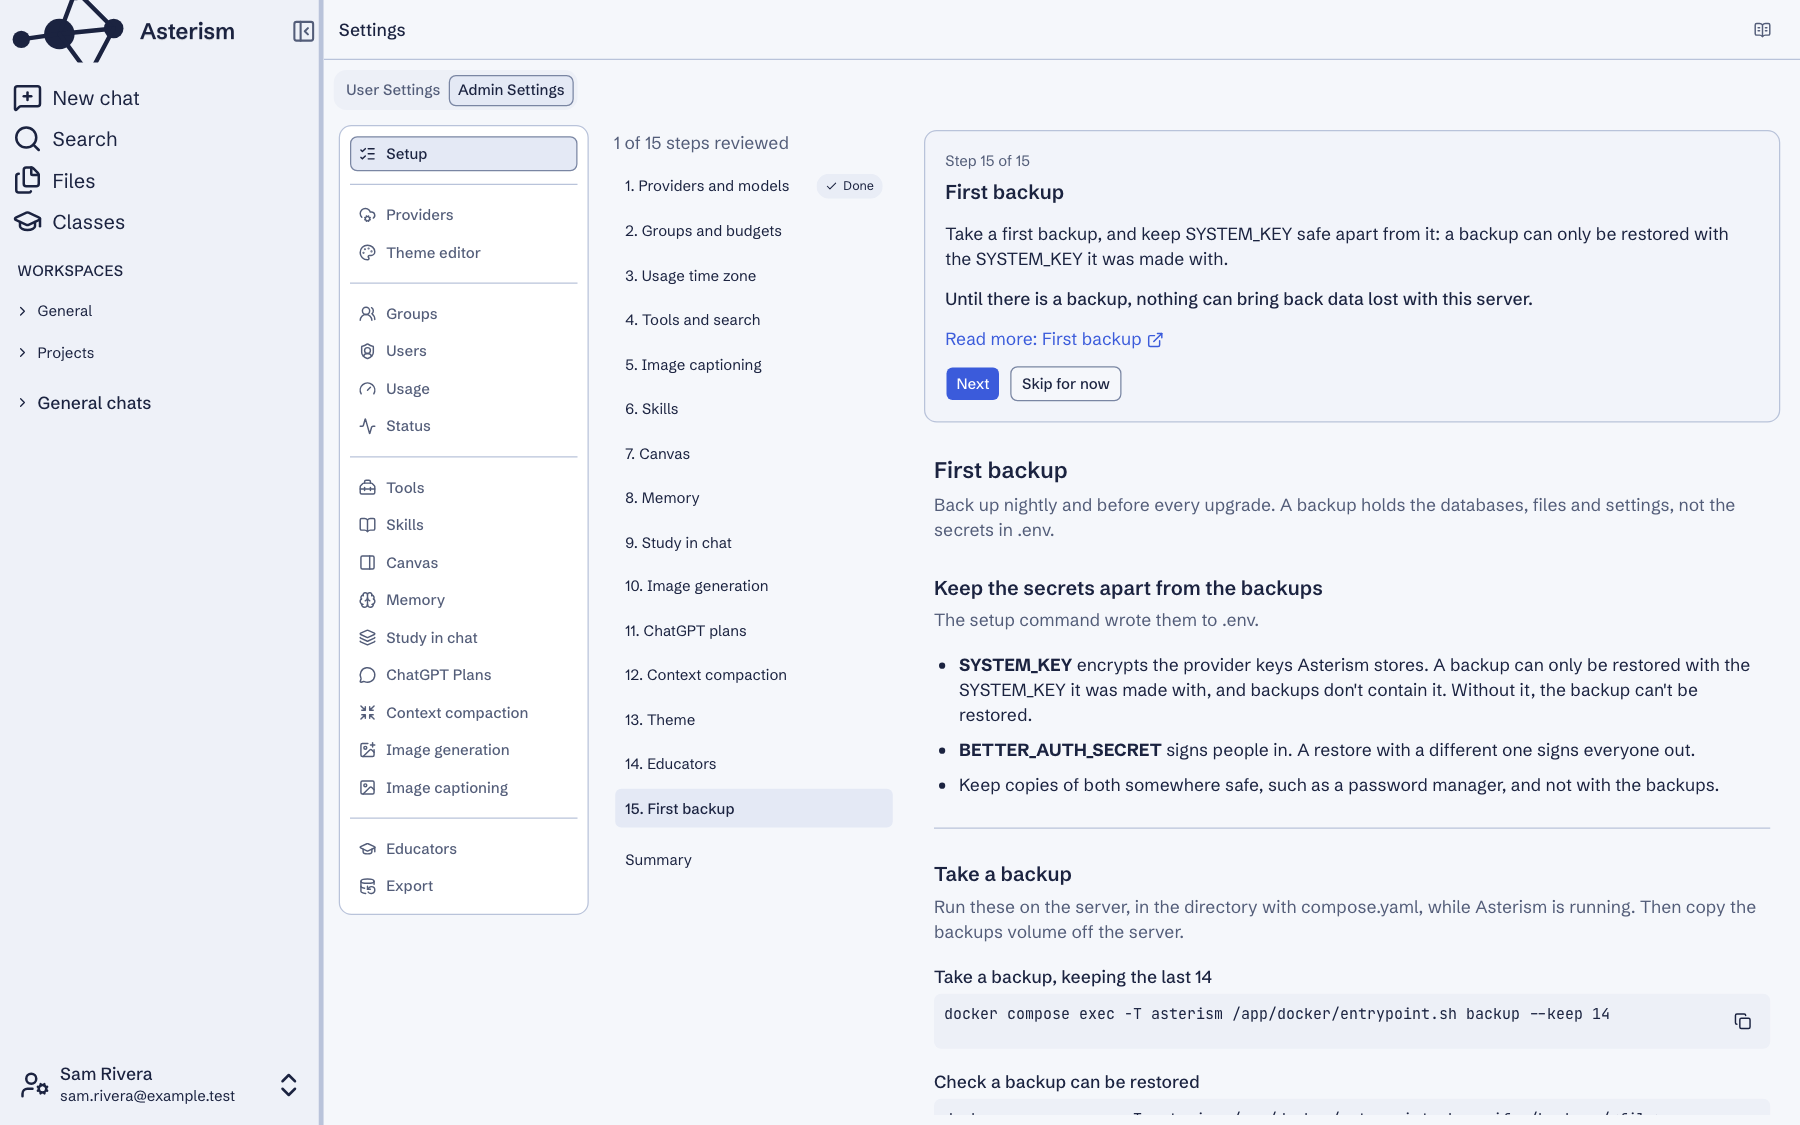 Asterism
New chat
Search
Files
Classes
WORKSPACES
General
Projects
General chats
Sam Rivera
sam.rivera@example.test
Settings
User Settings
Admin Settings
Setup
Providers
Theme editor
Groups
Users
Usage
Status
Tools
Skills
Canvas
Memory
Study in chat
ChatGPT Plans
Context compaction
Image generation
Image captioning
Educators
Export
1 of 15 steps reviewed
1. Providers and models
Done
2. Groups and budgets
3. Usage time zone
4. Tools and search
5. Image captioning
6. Skills
7. Canvas
8. Memory
9. Study in chat
10. Image generation
11. ChatGPT plans
12. Context compaction
13. Theme
14. Educators
15. First backup
Summary
Step 15 of 15
First backup
Take a first backup, and keep SYSTEM_KEY safe apart from it: a backup can only be restored with
the SYSTEM_KEY it was made with.
Until there is a backup, nothing can bring back data lost with this server.
Read more: First backup
Next
Skip for now
First backup
Back up nightly and before every upgrade. A backup holds the databases, files and settings, not the
secrets in .env.
Keep the secrets apart from the backups
The setup command wrote them to .env.
• SYSTEM_KEY encrypts the provider keys Asterism stores. A backup can only be restored with the
SYSTEM_KEY it was made with, and backups don't contain it. Without it, the backup can't be
restored.
• BETTER_AUTH_SECRET signs people in. A restore with a different one signs everyone out.
• Keep copies of both somewhere safe, such as a password manager, and not with the backups.
Take a backup
Run these on the server, in the directory with compose.yaml, while Asterism is running. Then copy the
backups volume off the server.
Take a backup, keeping the last 14
docker compose exec -T asterism /app/docker/entrypoint.sh backup --keep 14
Check a backup can be restored